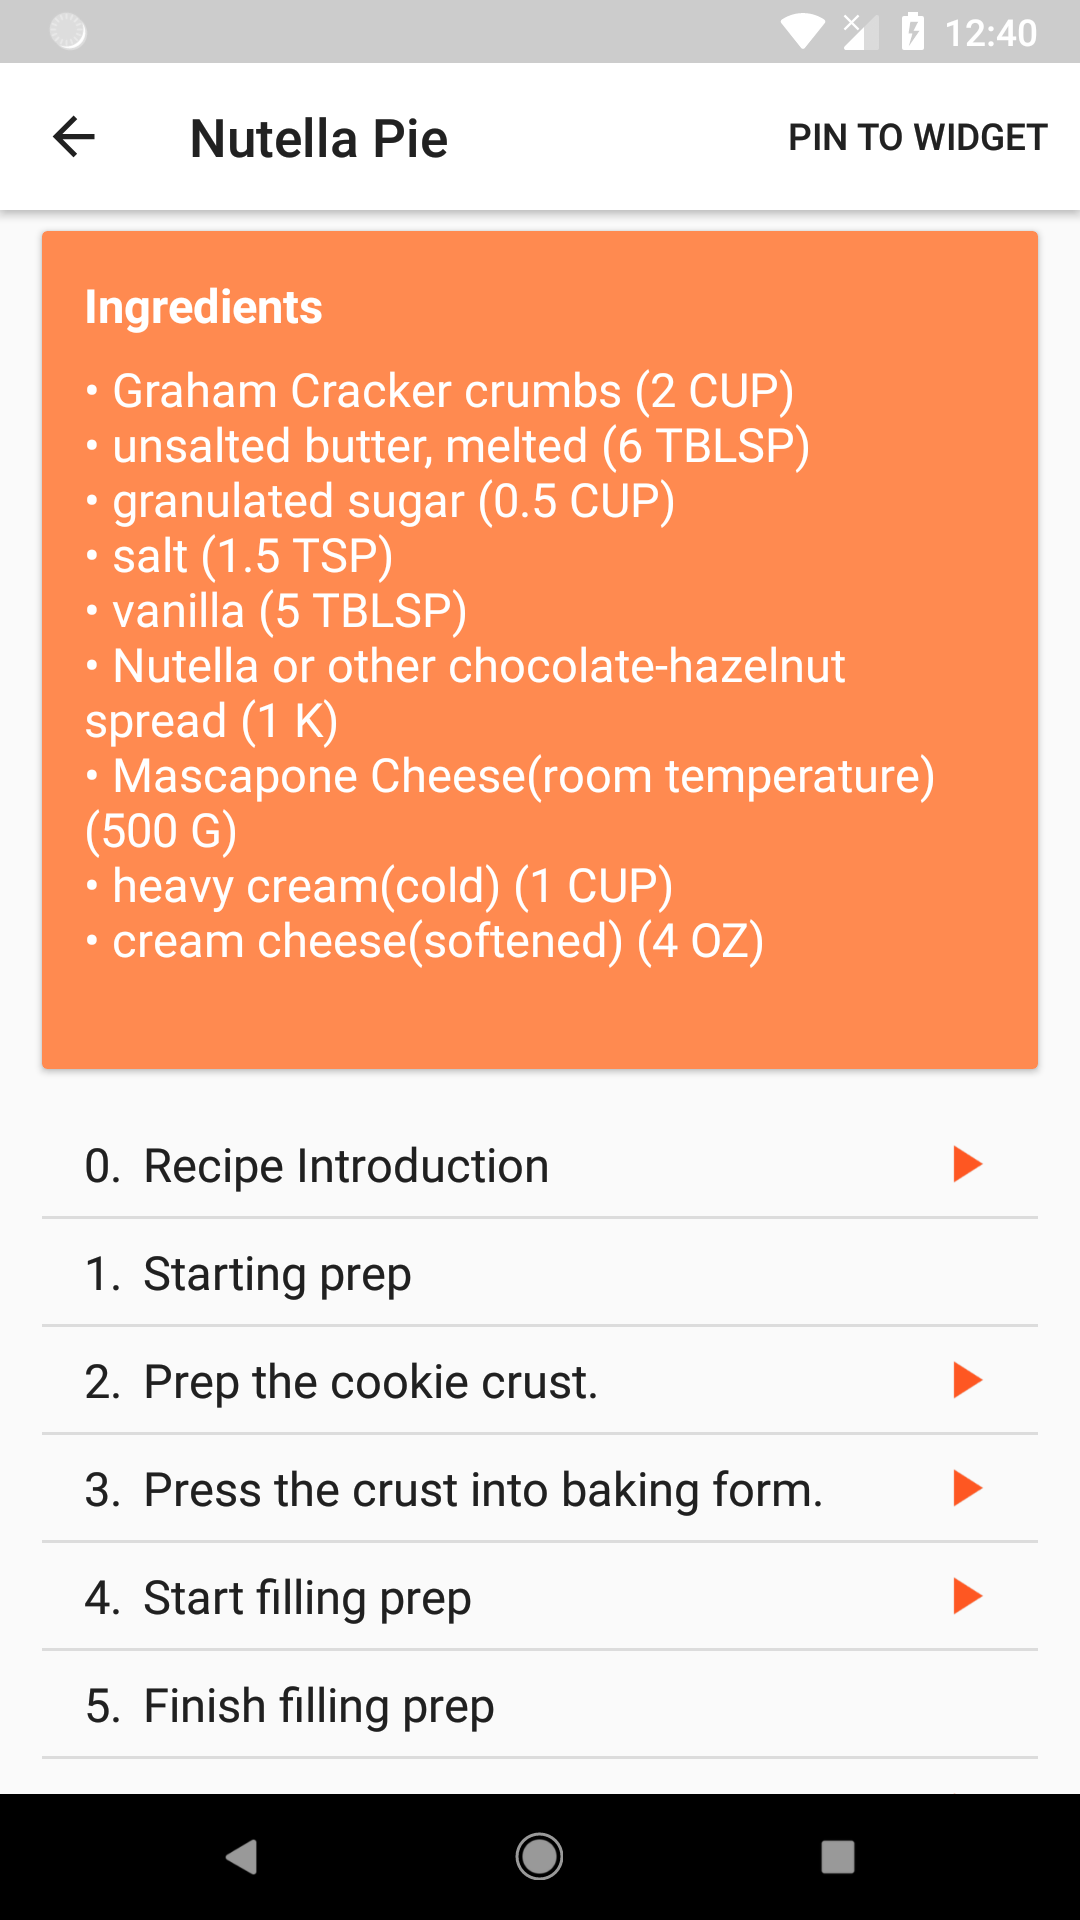 12:40
Nutella Pie
PIN TO WIDGET
Ingredients
• Graham Cracker crumbs (2 CUP)
• unsalted butter, melted (6 TBLSP)
• granulated sugar (0.5 CUP)
• salt (1.5 TSP)
• vanilla (5 TBLSP)
• Nutella or other chocolate-hazelnut
spread (1 K)
• Mascapone Cheese(room temperature)
(500 G)
• heavy cream(cold) (1 CUP)
• cream cheese(softened) (4 OZ)
0. Recipe Introduction
1. Starting prep
2. Prep the cookie crust.
3. Press the crust into baking form.
4. Start filling prep
5. Finish filling prep